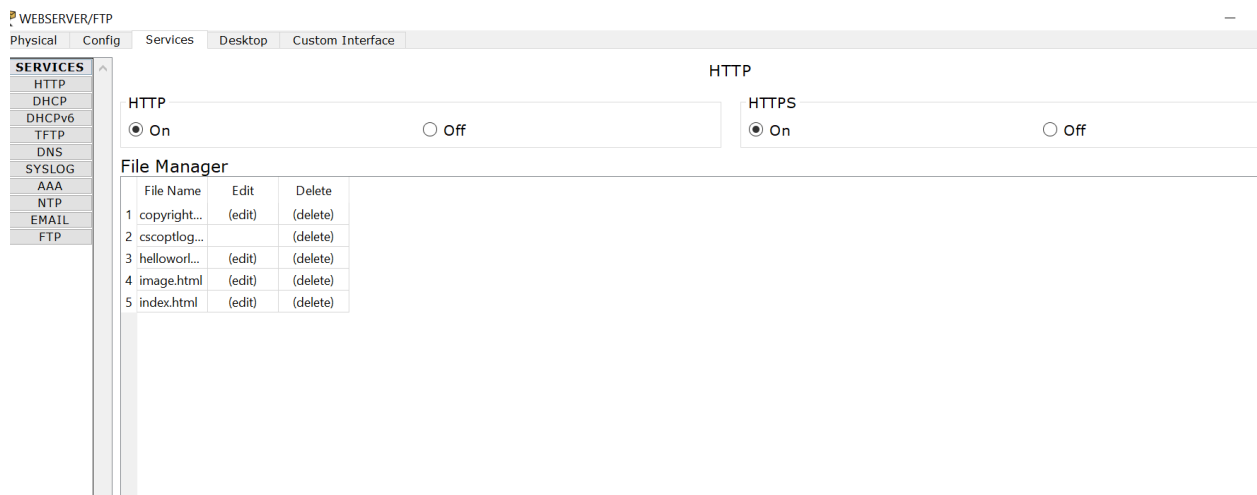 WEBSERVER/FTP
Physical Config Services Desktop Custom Interface
SERVICES
HTTP
DHCP
DHCPv6
TFTP
DNS
SYSLOG
AAA
NTP
EMAIL
FTP
HTTP
HTTP
On Off
HTTPS
On Off
File Manager
File Name Edit Delete
1 copyright... (edit) (delete)
2 cscoptlog... (delete)
3 helloworl... (edit) (delete)
4 image.html (edit) (delete)
5 index.html (edit) (delete)